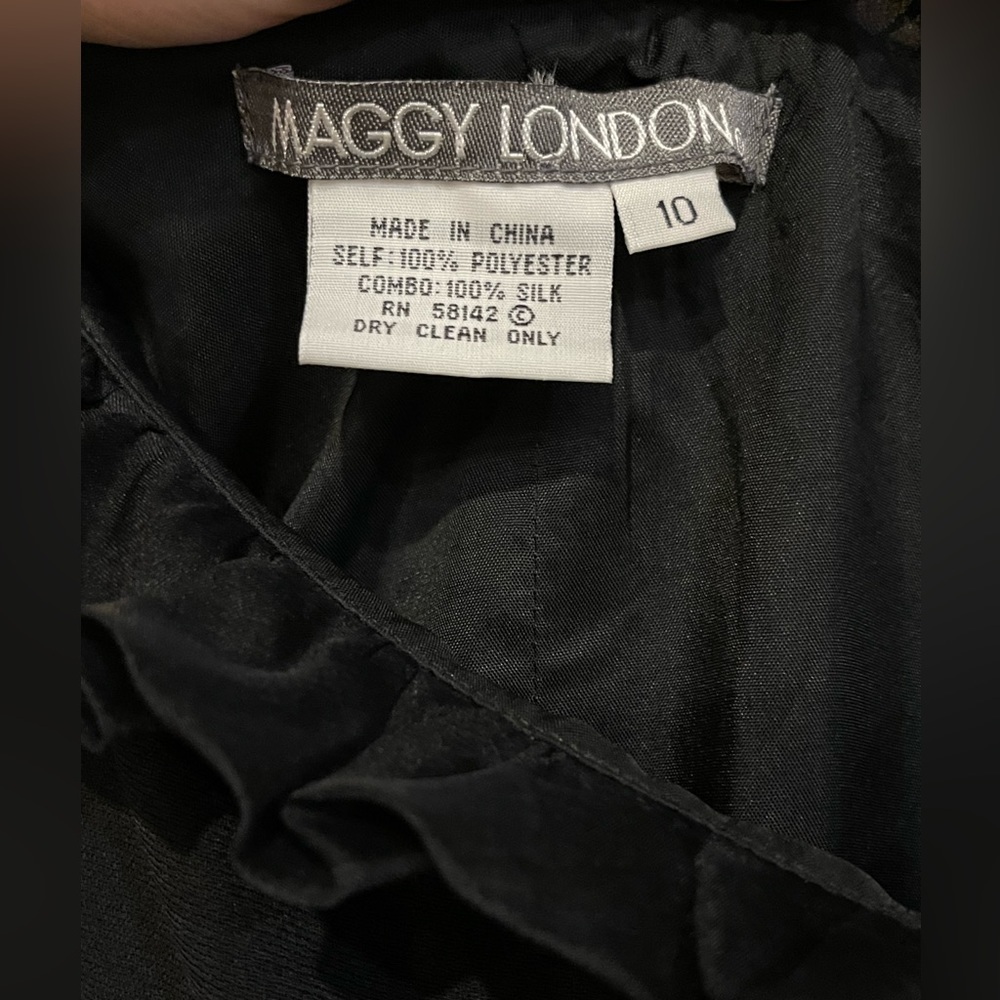 MAGGY LONDON
10
MADE IN CHINA
SELF: 100% POLYESTER
COMBO: 100% SILK
RN 58142 ©
DRY CLEAN ONLY